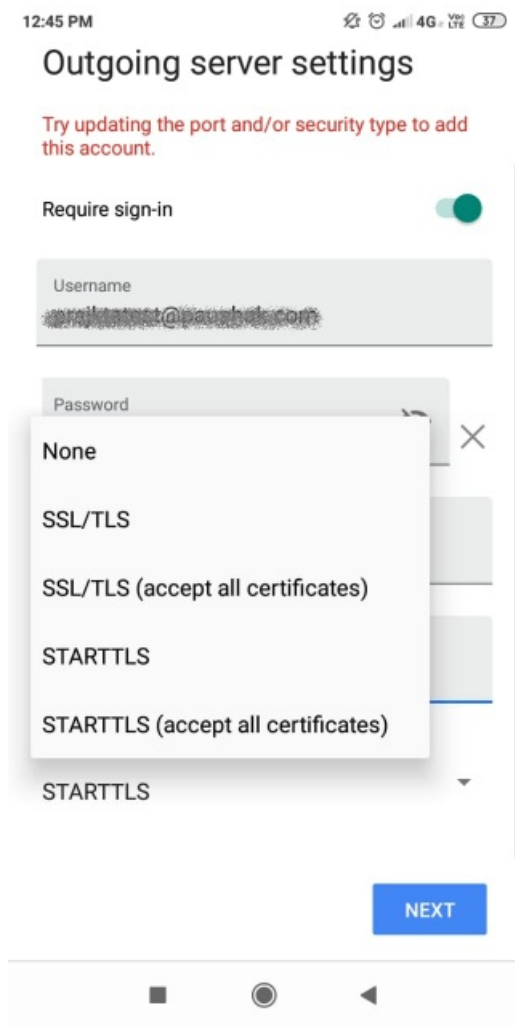 12:45 PM
4G Vo) LTE 37
Outgoing server settings
Try updating the port and/or security type to add
this account.
Require sign-in
Username
Password
None
SSL/TLS
SSL/TLS (accept all certificates)
STARTTLS
STARTTLS (accept all certificates)
STARTTLS
NEXT